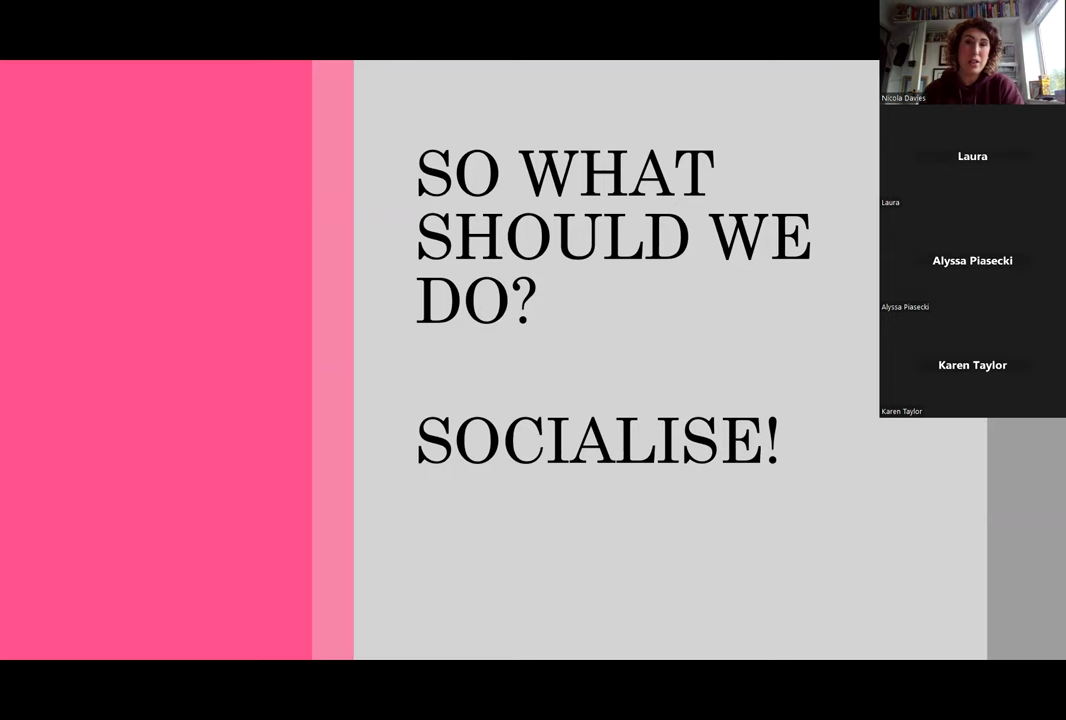 SO WHAT
SHOULD WE
DO?
SOCIALISE!
Nicola Davies
Laura
Laura
Alyssa Piasecki
Alyssa Piasecki
Karen Taylor
Karen Taylor